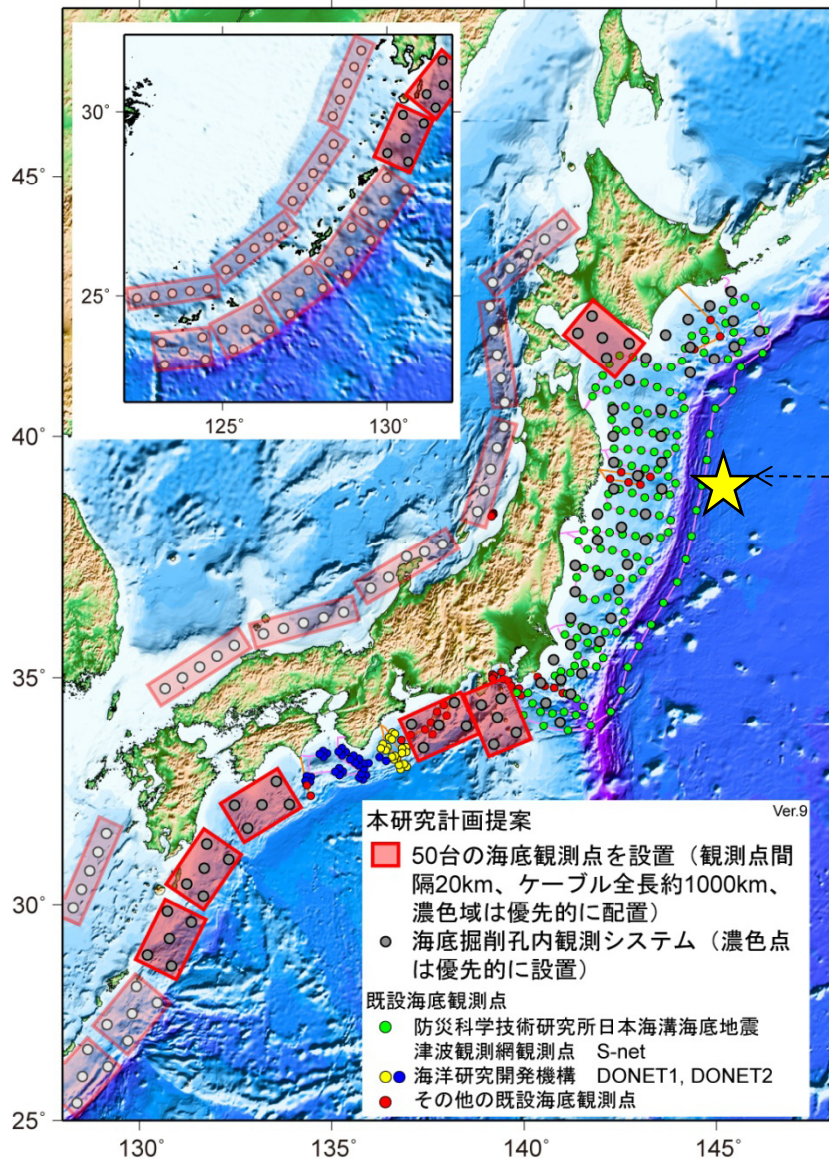 30°
25°
125°
130°
45°
40°
35°
30°
25°
130°
135°
140°
145°
本研究計画提案
Ver.9
50台の海底観測点を設置（観測点間
隔20km、ケーブル全長約1000km、
濃色域は優先的に配置）
海底掘削孔内観測システム（濃色点
は優先的に設置）
既設海底観測点
防災科学技術研究所日本海溝海底地震
津波観測網観測点 S-net
海洋研究開発機構 DONET1, DONET2
その他の既設海底観測点